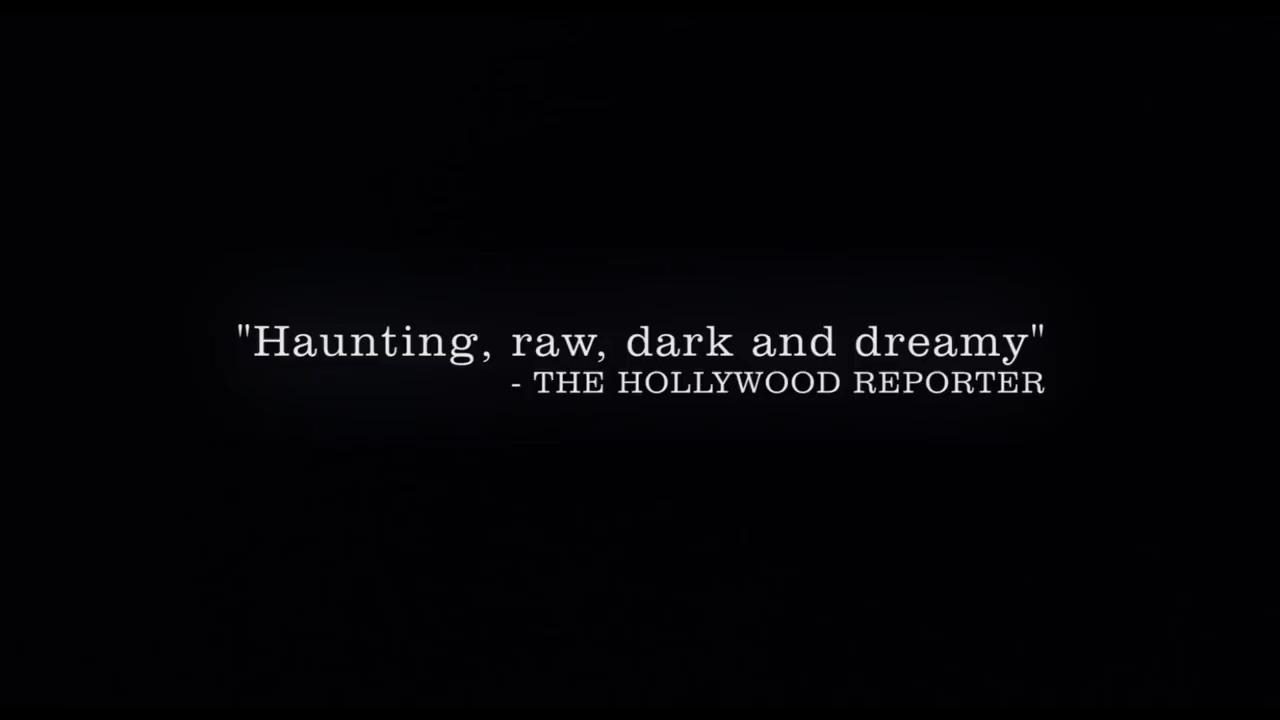 "Haunting, raw, dark and dreamy"
- THE HOLLYWOOD REPORTER